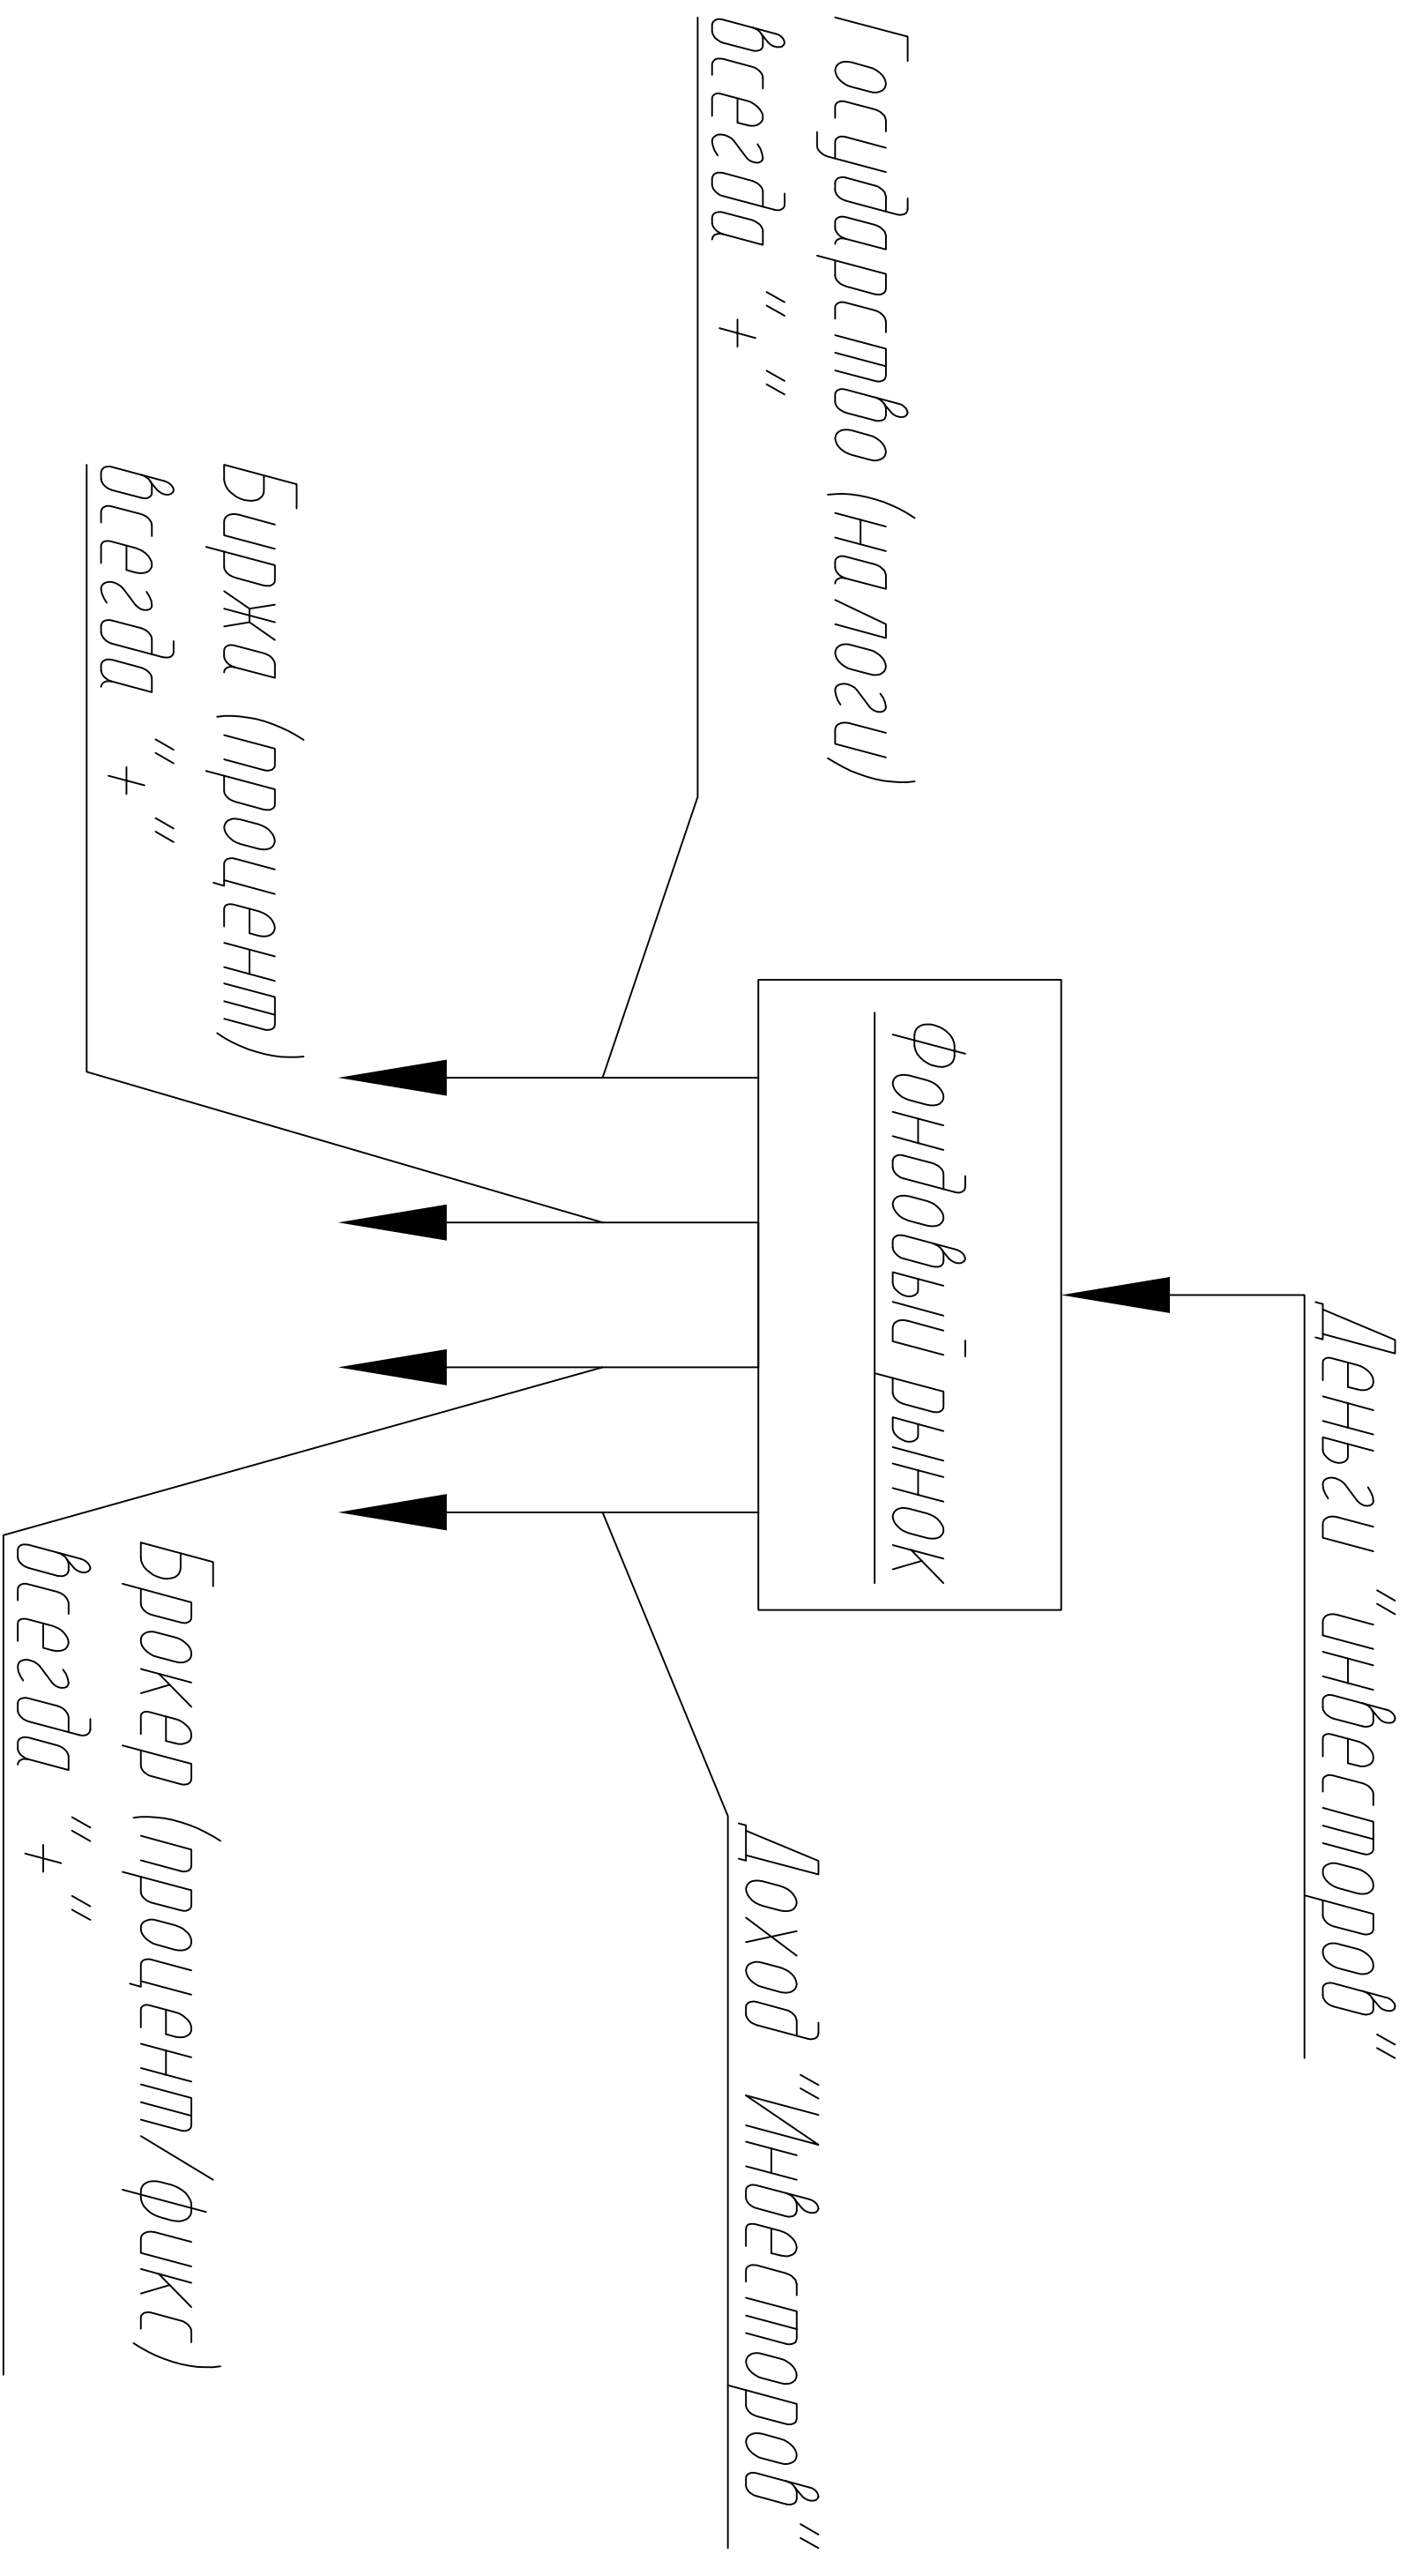 Деньги "инвесторов"
Фондовый рынок
Государство (налоги)
всегда "+"
Доход "Инвесторов"
Биржа (процент)
всегда "+"
Брокер (процент/фикс)
всегда "+"